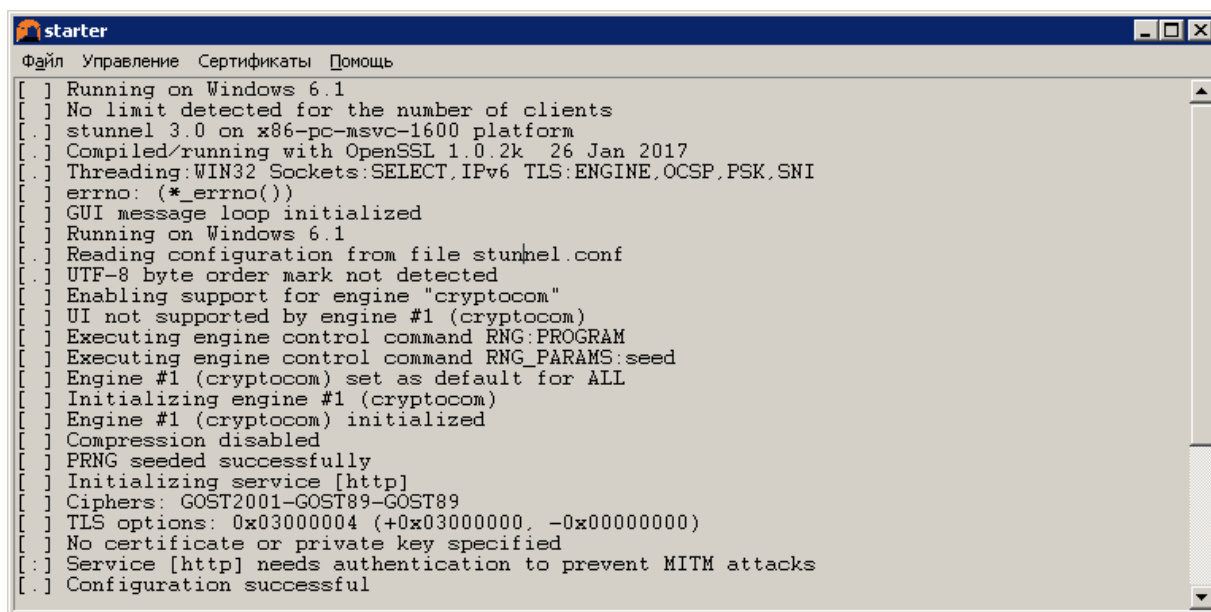 starter
Файл Управление Сертификаты Помощь
[ ] Running on Windows 6.1
[ ] No limit detected for the number of clients
[.] stunnel 3.0 on x86-pc-msvc-1600 platform
[.] Compiled/running with OpenSSL 1.0.2k  26 Jan 2017
[.] Threading:WIN32 Sockets:SELECT,IPv6 TLS:ENGINE,OCSP,PSK,SNI
[ ] errno: (*_errno())
[ ] GUI message loop initialized
[ ] Running on Windows 6.1
[.] Reading configuration from file stunnel.conf
[.] UTF-8 byte order mark not detected
[ ] Enabling support for engine "cryptocom"
[ ] UI not supported by engine #1 (cryptocom)
[ ] Executing engine control command RNG:PROGRAM
[ ] Executing engine control command RNG_PARAMS:seed
[ ] Engine #1 (cryptocom) set as default for ALL
[ ] Initializing engine #1 (cryptocom)
[ ] Engine #1 (cryptocom) initialized
[ ] Compression disabled
[ ] PRNG seeded successfully
[ ] Initializing service [http]
[ ] Ciphers: GOST2001-GOST89-GOST89
[ ] TLS options: 0x03000004 (+0x03000000, -0x00000000)
[ ] No certificate or private key specified
[:] Service [http] needs authentication to prevent MITM attacks
[.] Configuration successful